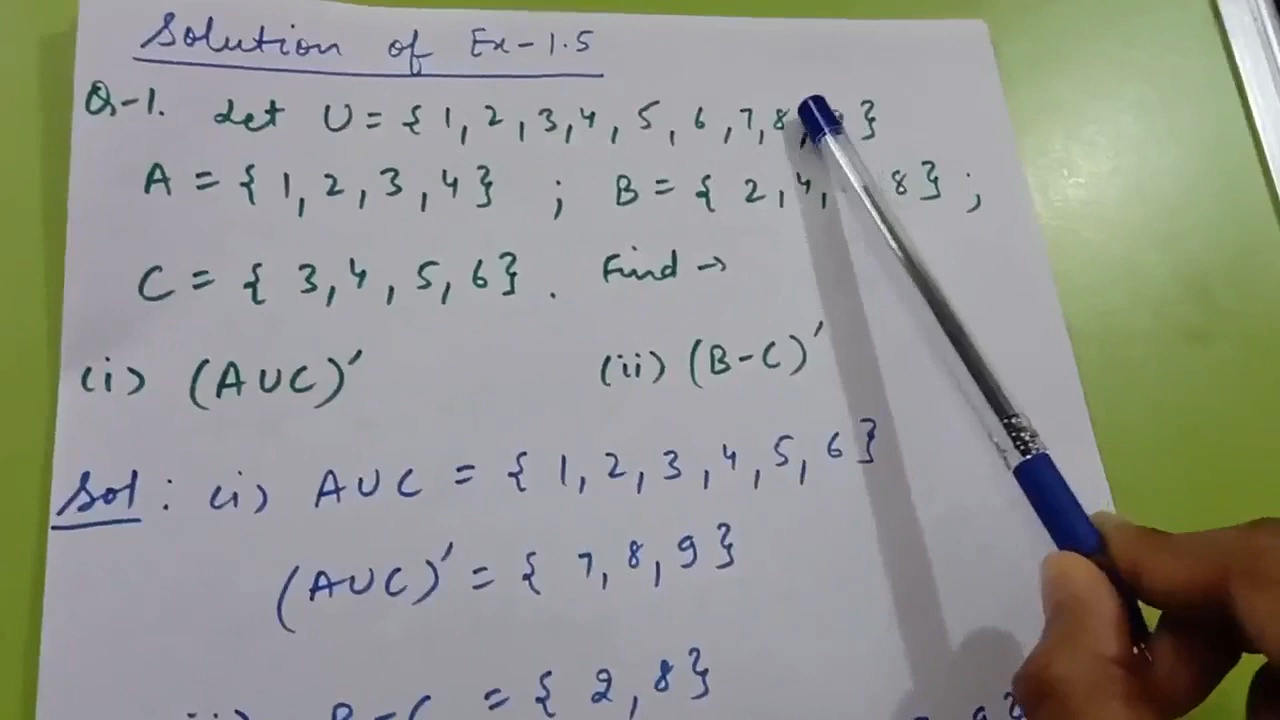 Solution of Ex-1.5
Q-1. Let U = { 1, 2, 3, 4, 5, 6, 7, 8, }
A = { 1, 2, 3, 4 } ; B = { 2, 4, 8 } ;
C = { 3, 4, 5, 6 } . Find →
(i) (A∪C)′ (ii) (B-C)′
Sol : (i) A∪C = { 1, 2, 3, 4, 5, 6 }
(A∪C)′ = { 7, 8, 9 }
B-C = { 2, 8 }